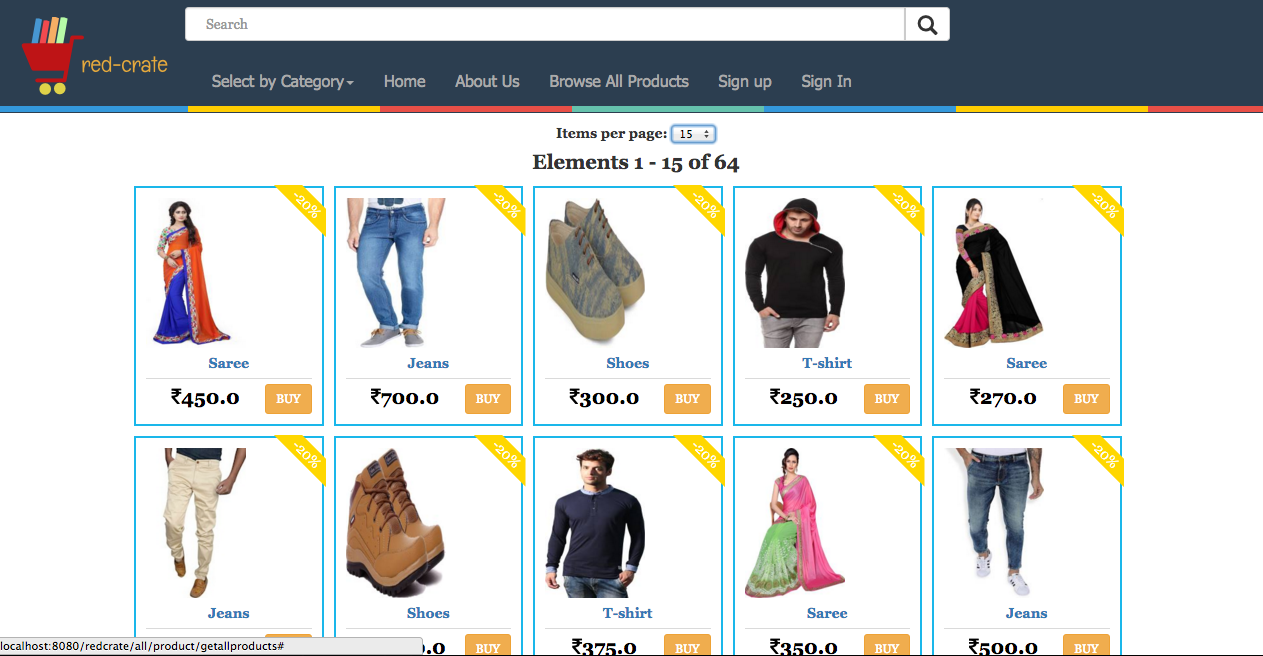 Search
red-crate
Select by Category Home About Us Browse All Products Sign up Sign In
Items per page: 15
Elements 1 - 15 of 64
-20% -20% -20% -20% -20%
Saree Jeans Shoes T-shirt Saree
₹450.0 BUY ₹700.0 BUY ₹300.0 BUY ₹250.0 BUY ₹270.0 BUY
-20% -20% -20% -20% -20%
Jeans Shoes T-shirt Saree Jeans
.0 BUY ₹375.0 BUY ₹350.0 BUY ₹500.0 BUY
localhost:8080/redcrate/all/product/getallproducts#